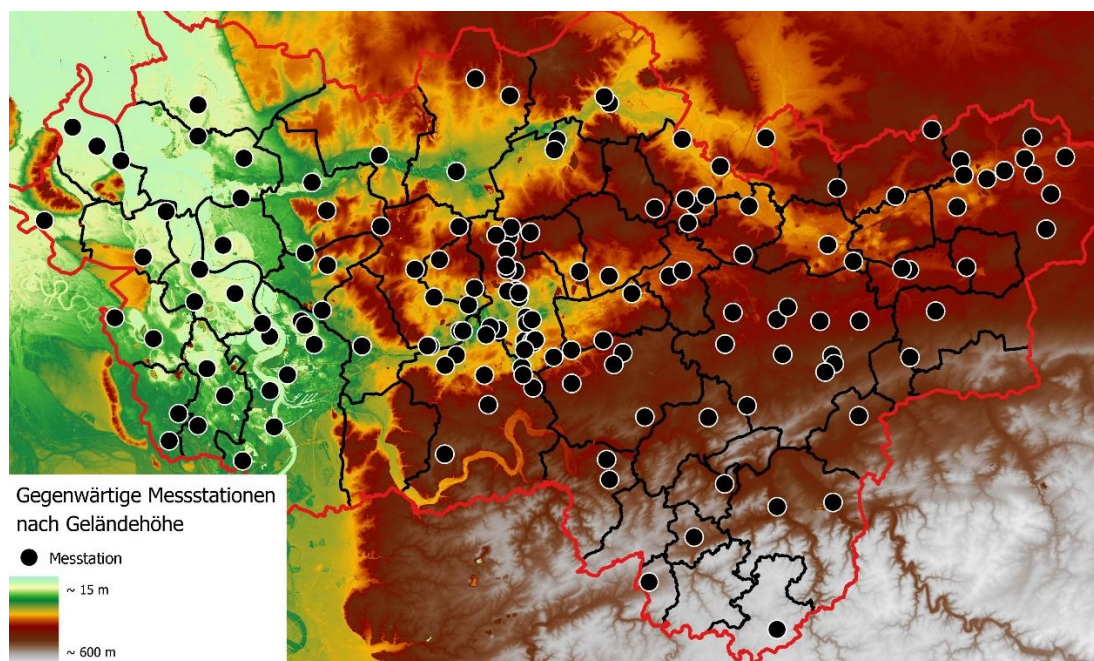 Gegenwärtige Messstationen
nach Geländehöhe
Messtation
~ 15 m
~ 600 m